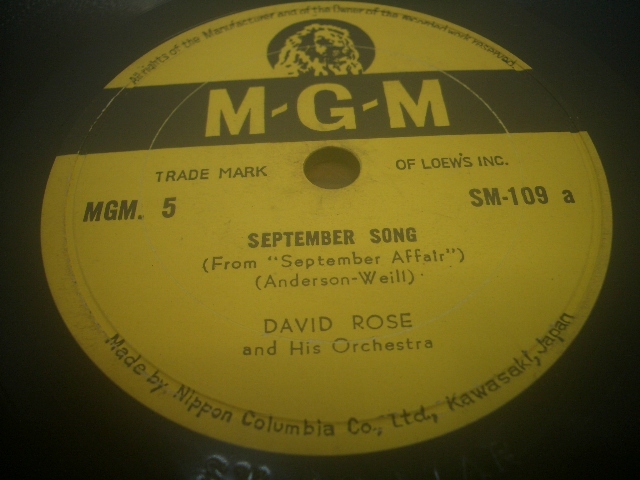 All rights of the Manufacturer and of the Owner of the recorded work reserved.
M-G-M
TRADE MARK OF LOEW'S INC.
MGM. 5 SM-109 a
SEPTEMBER SONG
(From "September Affair")
(Anderson-Weill)
DAVID ROSE
and His Orchestra
Made by Nippon Columbia Co., Ltd., Kawasaki, Japan